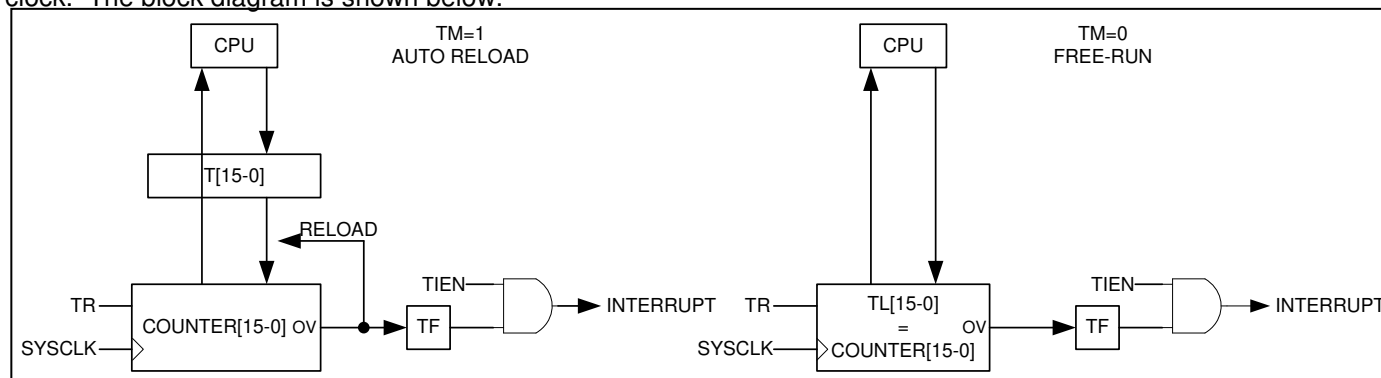 clock. The block diagram is shown below.
CPU
TM=1
AUTO RELOAD
T[15-0]
RELOAD
TR
COUNTER[15-0] OV
SYSCLK
TF
TIEN
INTERRUPT
CPU
TM=0
FREE-RUN
TR
TL[15-0]
=
COUNTER[15-0]
OV
SYSCLK
TF
TIEN
INTERRUPT